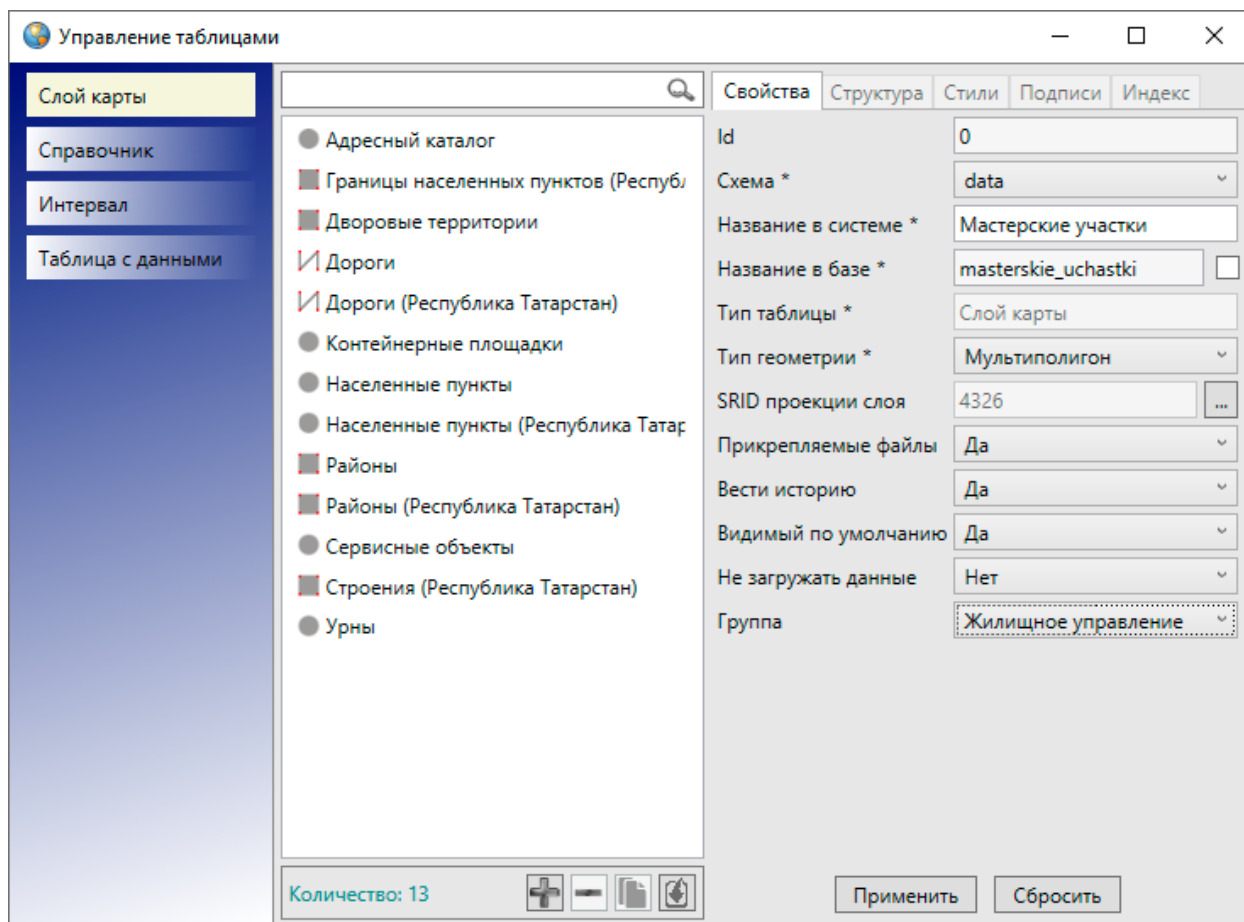 Управление таблицами
Слой карты
Справочник
Интервал
Таблица с данными
Адресный каталог
Границы населенных пунктов (Респуб
Дворовые территории
Дороги
Дороги (Республика Татарстан)
Контейнерные площадки
Населенные пункты
Населенные пункты (Республика Татар
Районы
Районы (Республика Татарстан)
Сервисные объекты
Строения (Республика Татарстан)
Урны
Количество: 13
Свойства Структура Стили Подписи Индекс
Id 0
Схема * data
Название в системе * Мастерские участки
Название в базе * masterskie_uchastki
Тип таблицы * Слой карты
Тип геометрии * Мультиполигон
SRID проекции слоя 4326 ...
Прикрепляемые файлы Да
Вести историю Да
Видимый по умолчанию Да
Не загружать данные Нет
Группа Жилищное управление
Применить Сбросить